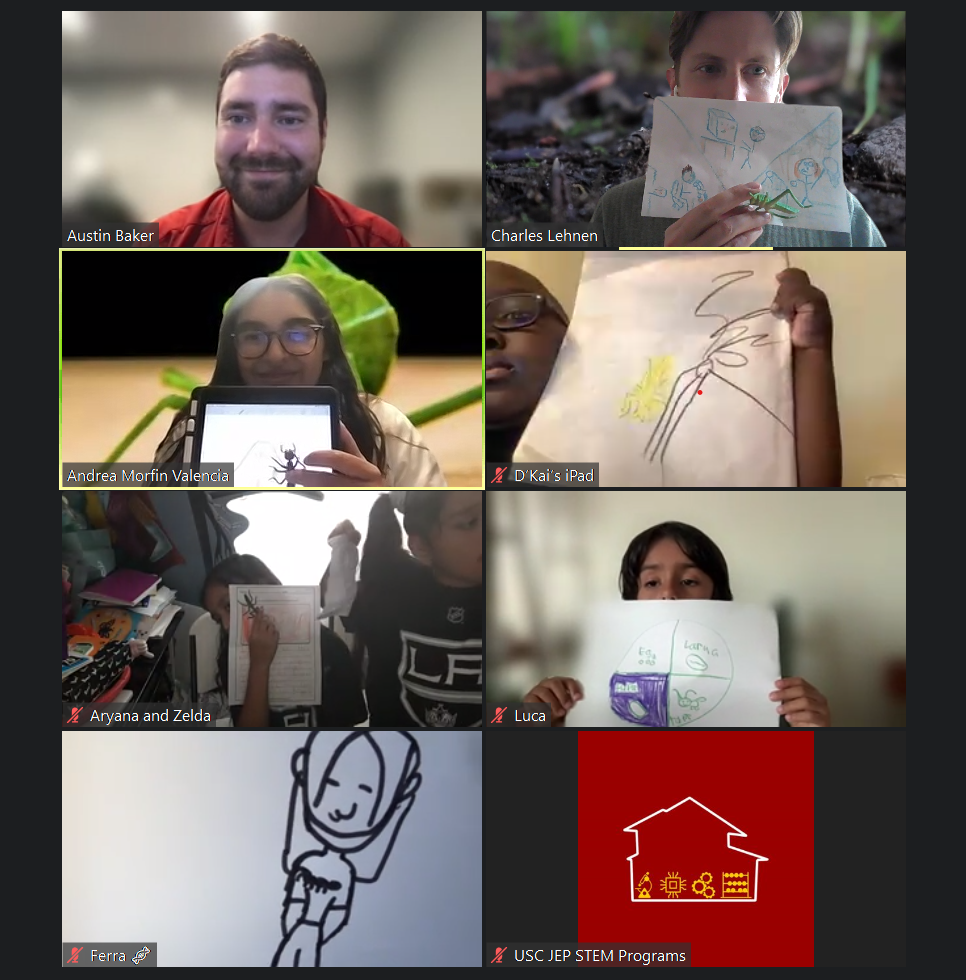 Austin Baker
Charles Lehnen
Andrea Morfin Valencia
D'Kai's iPad
LA
Aryana and Zelda
Larva
Luca
Ferra
USC JEP STEM Programs